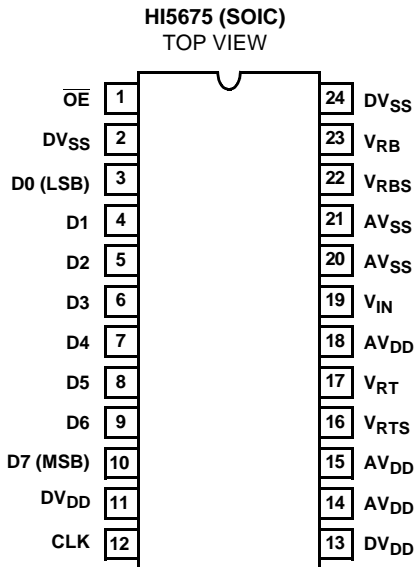 HI5675 (SOIC)
TOP VIEW
OE 1 24 DVSS
DVSS 2 23 VRB
D0 (LSB) 3 22 VRBS
D1 4 21 AVSS
D2 5 20 AVSS
D3 6 19 VIN
D4 7 18 AVDD
D5 8 17 VRT
D6 9 16 VRTS
D7 (MSB) 10 15 AVDD
DVDD 11 14 AVDD
CLK 12 13 DVDD